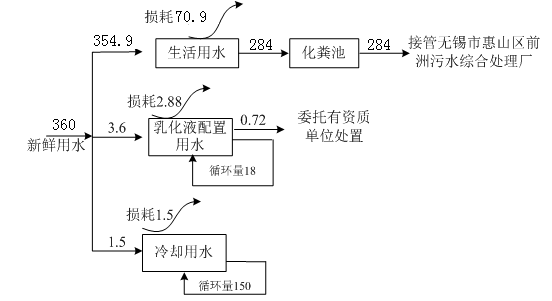 损耗70.9
354.9
生活用水
284
化粪池
284
接管无锡市惠山区前
洲污水综合处理厂
360
新鲜用水
损耗2.88
3.6
乳化液配置
用水
0.72
委托有资质
单位处置
循环量18
损耗1.5
1.5
冷却用水
循环量150